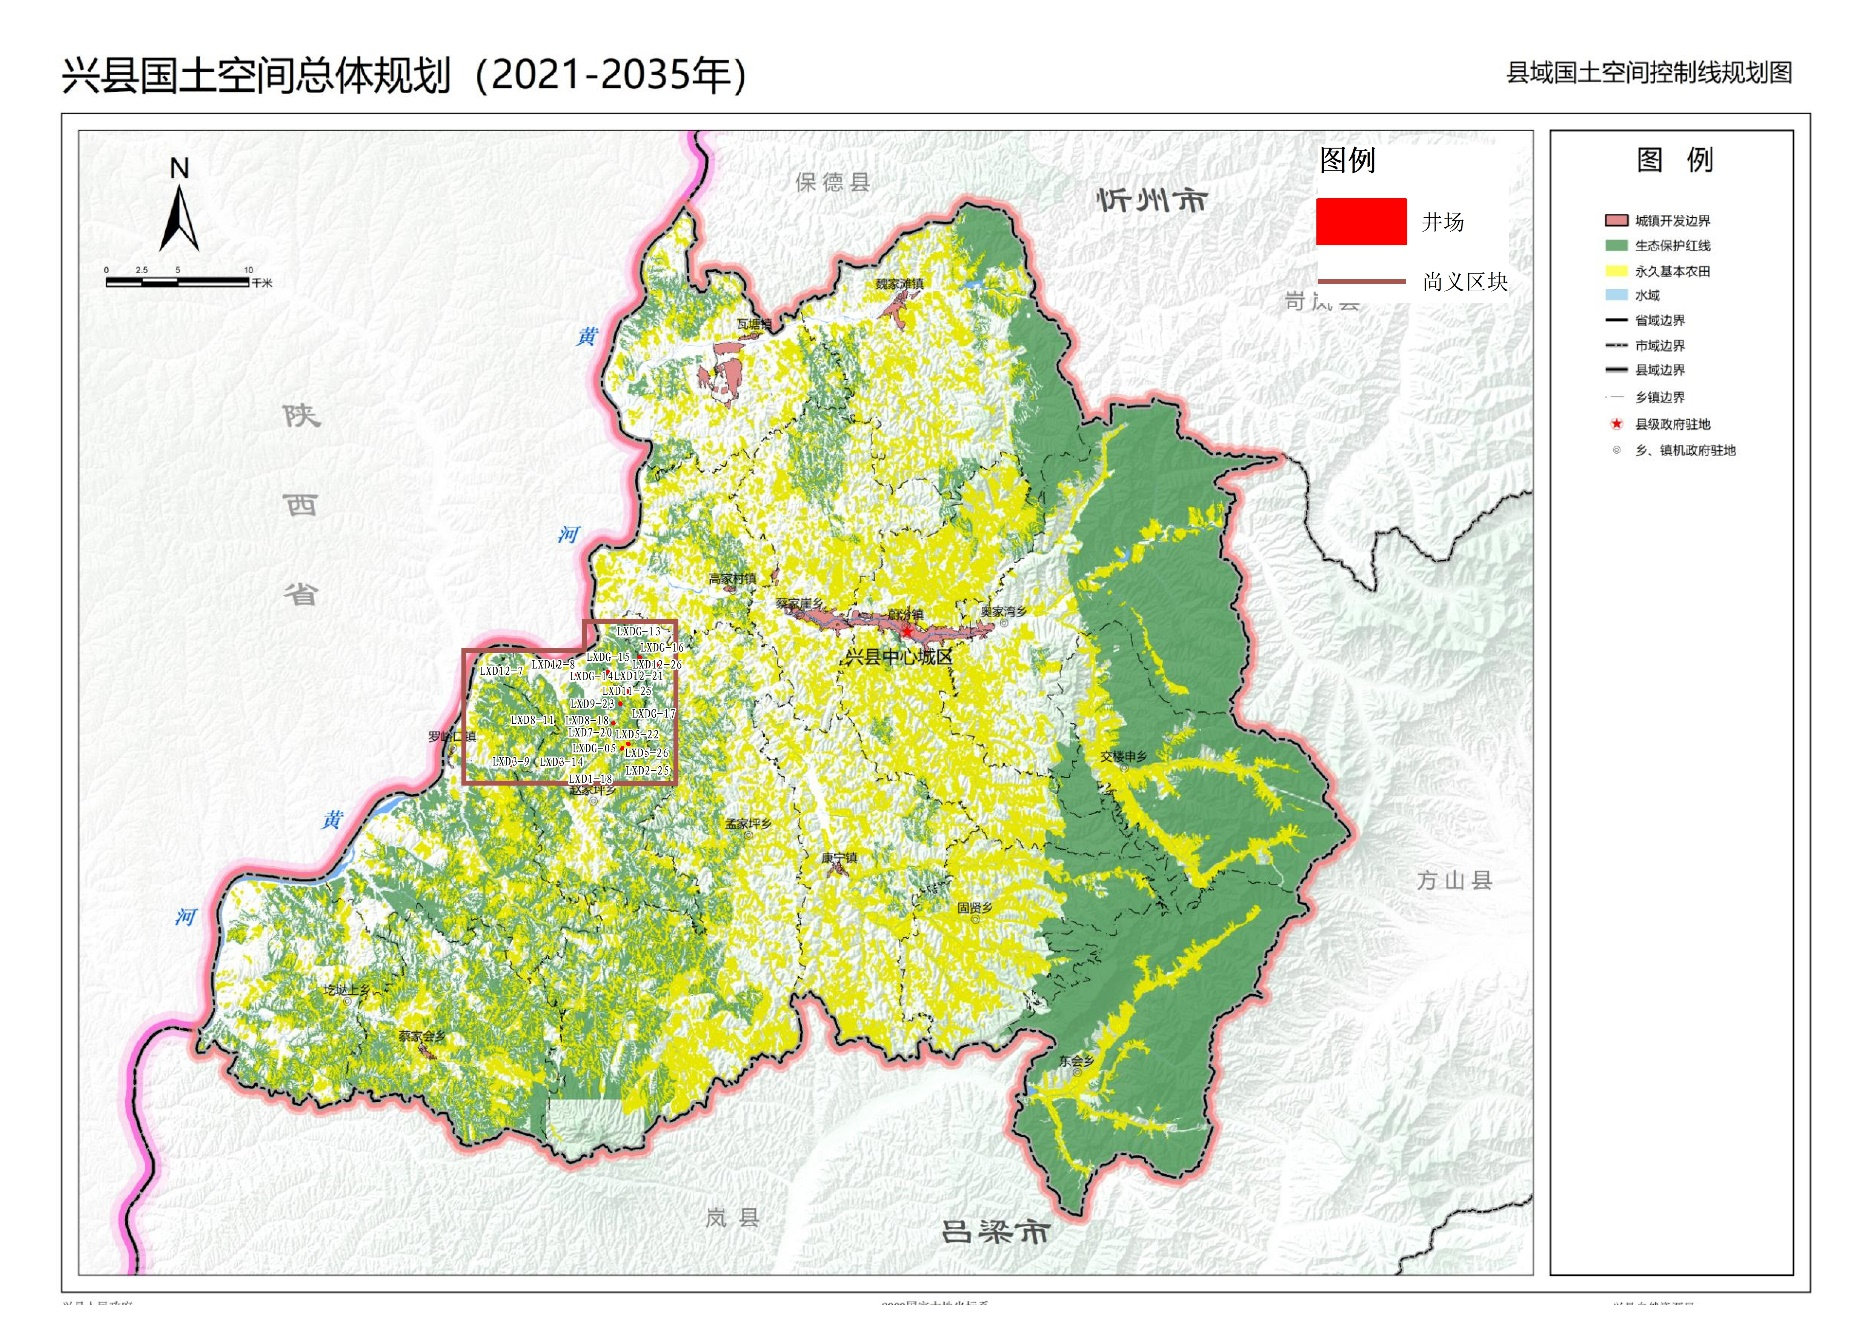 兴县国土空间总体规划（2021-2035年）
县域国土空间控制线规划图
N
0 2.5 5 10
千米
保德县
忻州市
图例
井场
尚义区块
岢岚县
图 例
城镇开发边界
生态保护红线
永久基本农田
水域
省域边界
市域边界
县域边界
乡镇边界
县级政府驻地
乡、镇机政府驻地
魏家滩镇
瓦塘镇
黄
陕
西
河
省
高家村镇
蔡家崖乡
蔚汾镇
奥家湾乡
兴县中心城区
LXDG-13
LXDG-16
LXDG-15
LXD12-8
LXD12-26
LXD12-7
LXDG-14
LXD12-21
LXD11-25
LXD9-23
LXDG-17
LXD8-11
LXD8-18
LXD7-20
LXD5-22
LXDG-05
LXD5-26
LXD3-9
LXD3-14
LXD2-25
LXD1-18
罗峪口镇
赵家坪乡
交楼申乡
黄
孟家坪乡
康宁镇
方山县
固贤乡
河
圪垯上乡
蔡家会乡
东会乡
岚县
吕梁市